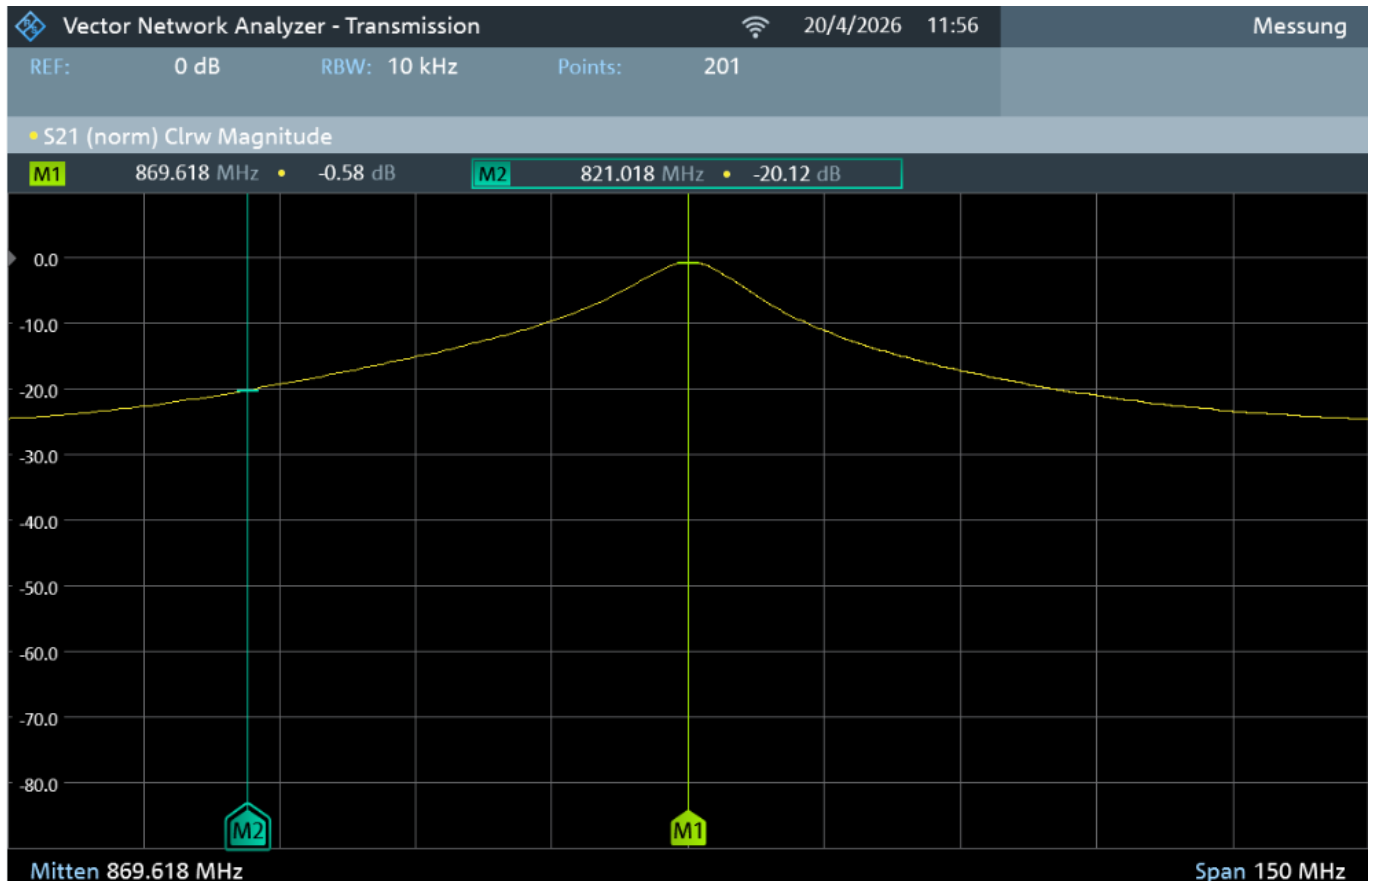 Vector Network Analyzer - Transmission 20/4/2026 11:56 Messung
REF: 0 dB RBW: 10 kHz Points: 201
S21 (norm) Clrw Magnitude
M1 869.618 MHz • -0.58 dB M2 821.018 MHz • -20.12 dB
0.0
-10.0
-20.0
-30.0
-40.0
-50.0
-60.0
-70.0
-80.0
M2 M1
Mitten 869.618 MHz Span 150 MHz